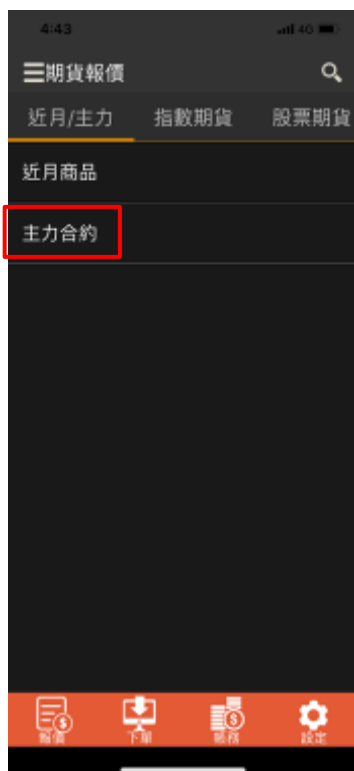 4:43 4G
期貨報價
近月/主力 指數期貨 股票期貨
近月商品
主力合約
報價 下單 帳務 設定